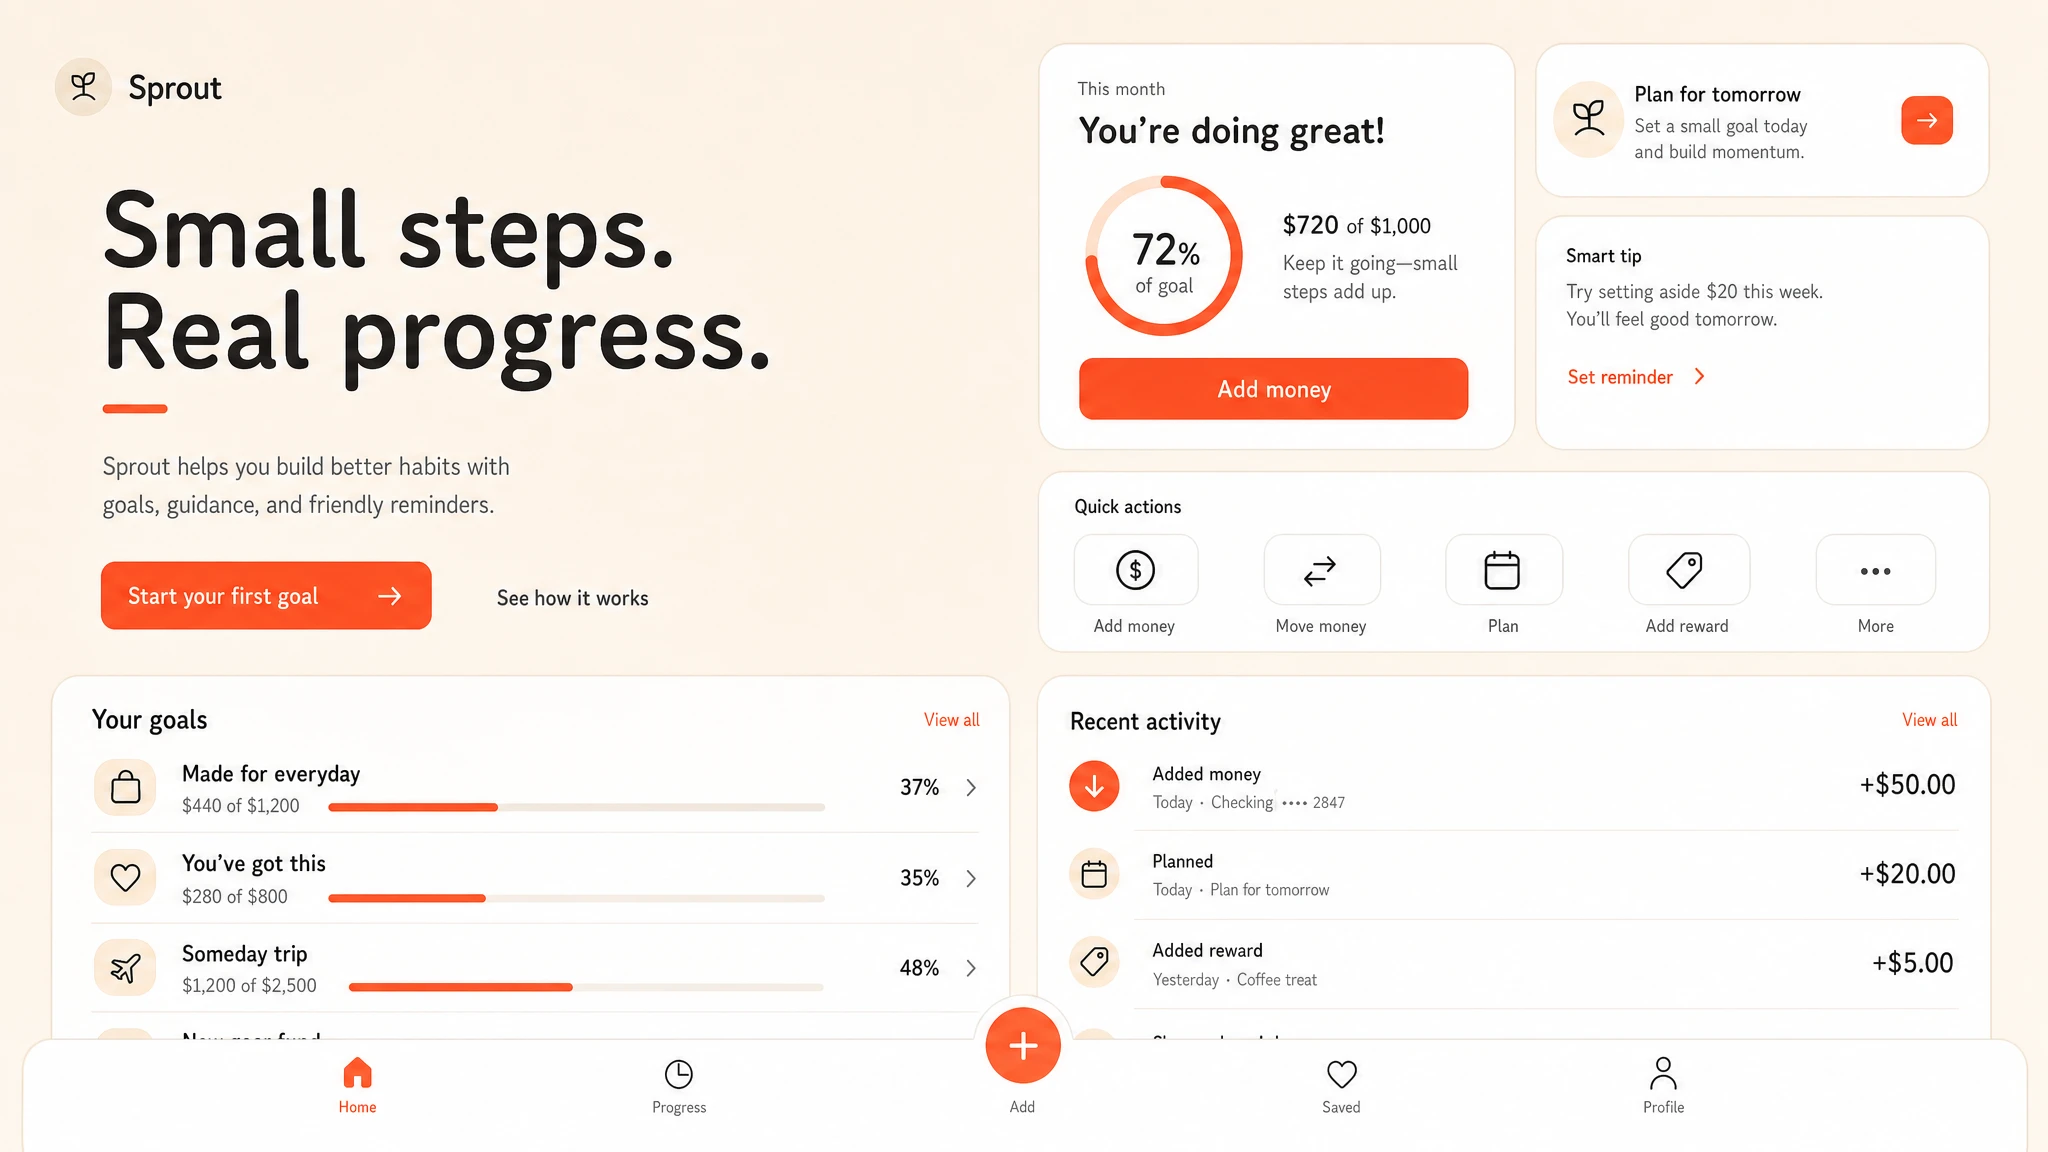 Sprout
Small steps.
Real progress.
Sprout helps you build better habits with
goals, guidance, and friendly reminders.
Start your first goal
See how it works
This month
You’re doing great!
72%
of goal
$720 of $1,000
Keep it going—small
steps add up.
Add money
Plan for tomorrow
Set a small goal today
and build momentum.
Smart tip
Try setting aside $20 this week.
You’ll feel good tomorrow.
Set reminder
Quick actions
Add money
Move money
Plan
Add reward
More
Your goals
View all
Made for everyday
$440 of $1,200
37%
You’ve got this
$280 of $800
35%
Someday trip
$1,200 of $2,500
48%
Recent activity
View all
Added money
Today • Checking •••• 2847
+$50.00
Planned
Today • Plan for tomorrow
+$20.00
Added reward
Yesterday • Coffee treat
+$5.00
Home
Progress
Add
Saved
Profile